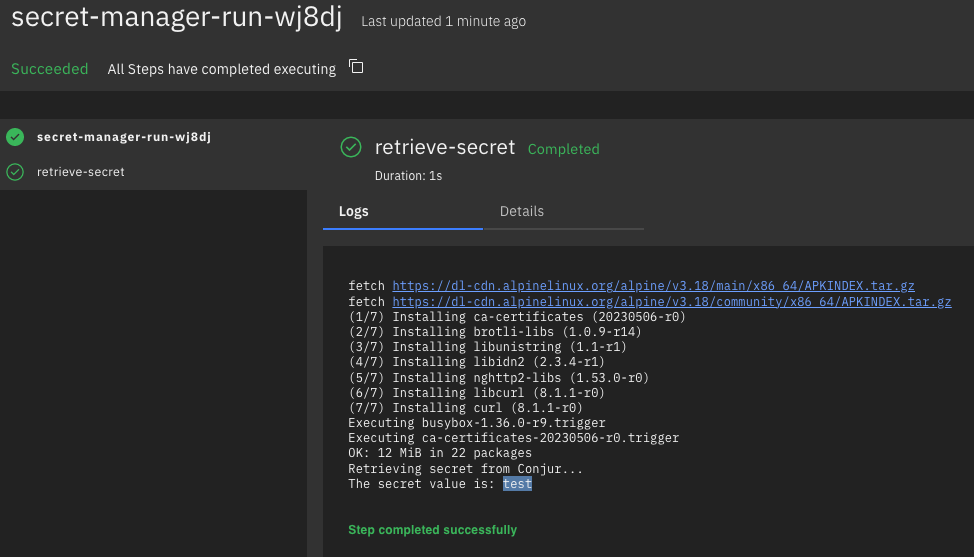 secret-manager-run-wj8dj Last updated 1 minute ago
Succeeded All Steps have completed executing
secret-manager-run-wj8dj
retrieve-secret
retrieve-secret Completed
Duration: 1s
Logs Details
fetch https://dl-cdn.alpinelinux.org/alpine/v3.18/main/x86_64/APKINDEX.tar.gz
fetch https://dl-cdn.alpinelinux.org/alpine/v3.18/community/x86_64/APKINDEX.tar.gz
(1/7) Installing ca-certificates (20230506-r0)
(2/7) Installing brotli-libs (1.0.9-r14)
(3/7) Installing libunistring (1.1-r1)
(4/7) Installing libidn2 (2.3.4-r1)
(5/7) Installing nghttp2-libs (1.53.0-r0)
(6/7) Installing libcurl (8.1.1-r0)
(7/7) Installing curl (8.1.1-r0)
Executing busybox-1.36.0-r9.trigger
Executing ca-certificates-20230506-r0.trigger
OK: 12 MiB in 22 packages
Retrieving secret from Conjur...
The secret value is: test
Step completed successfully